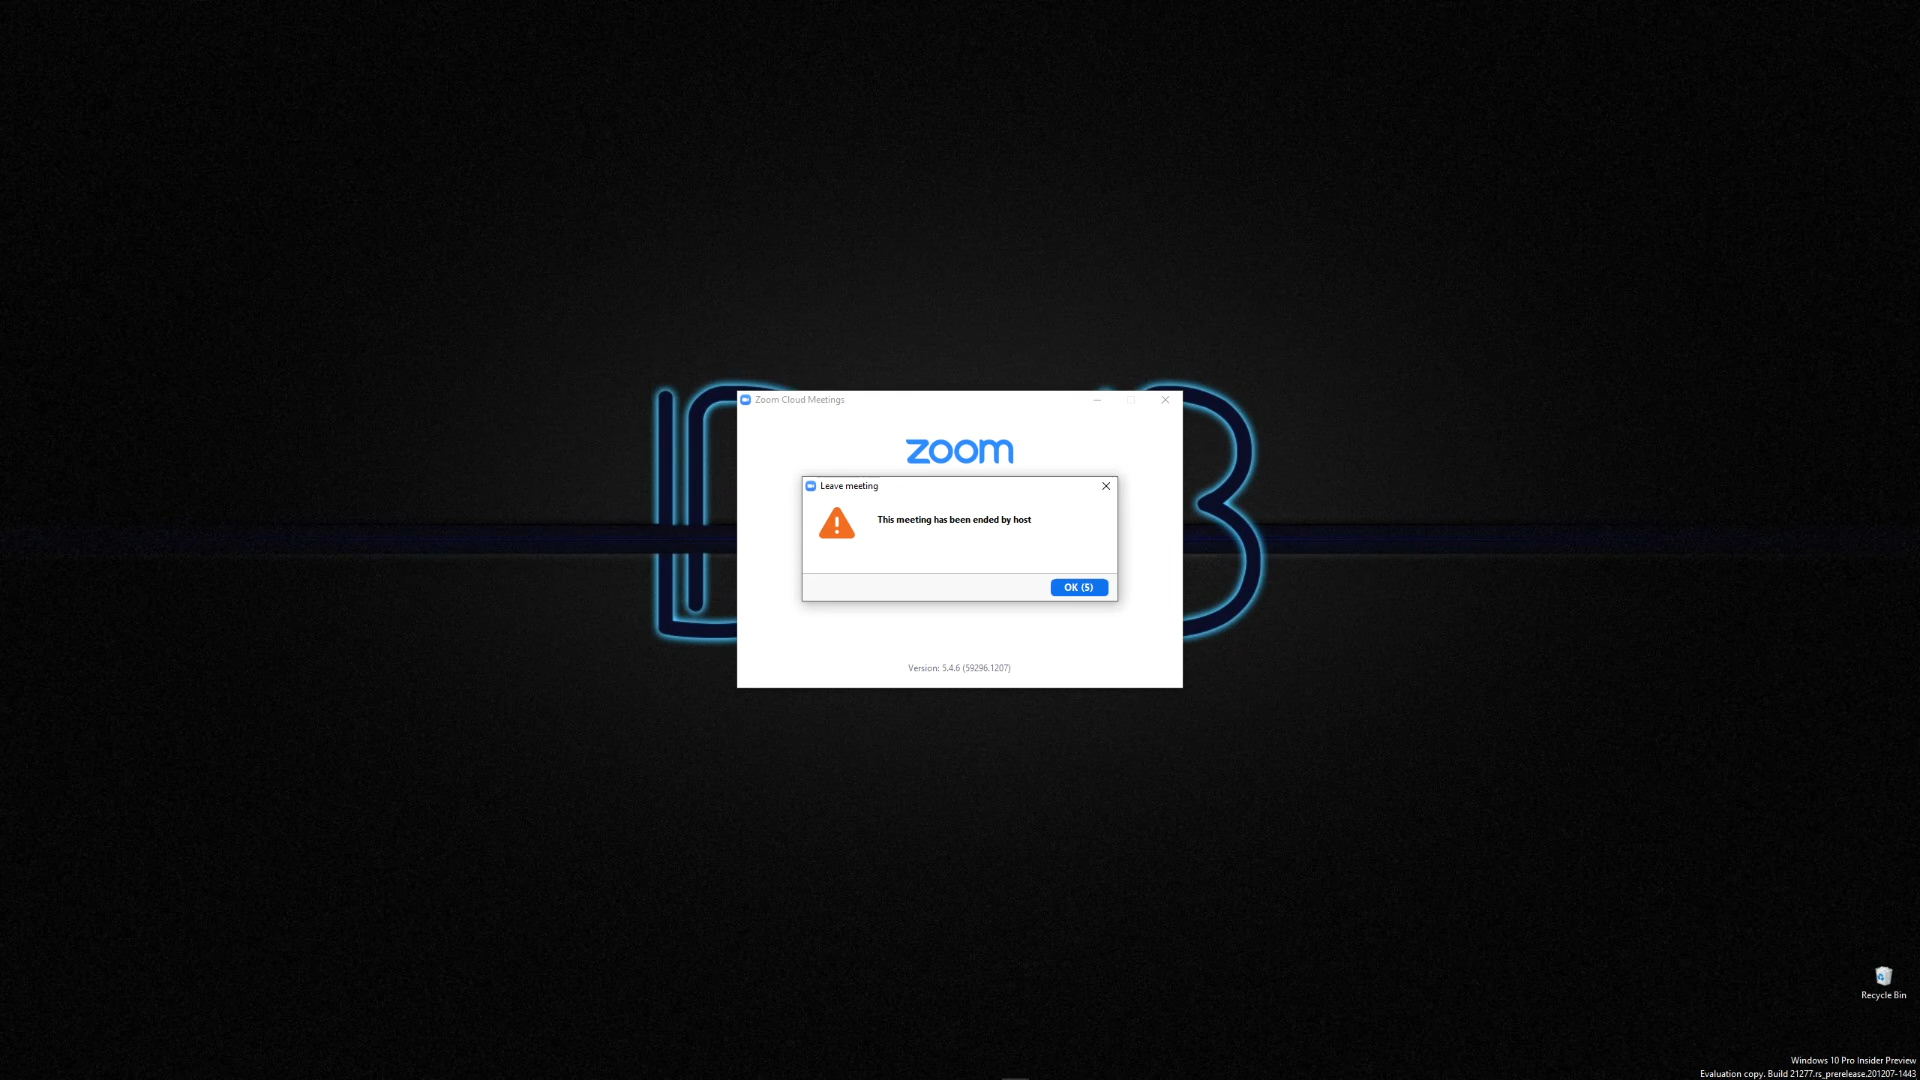 Zoom Cloud Meetings
zoom
Leave meeting
This meeting has been ended by host
OK (5)
Version: 5.4.6 (59296.1207)
Recycle Bin
Windows 10 Pro Insider Preview
Evaluation copy. Build 21277.rs_prerelease.201207-1443